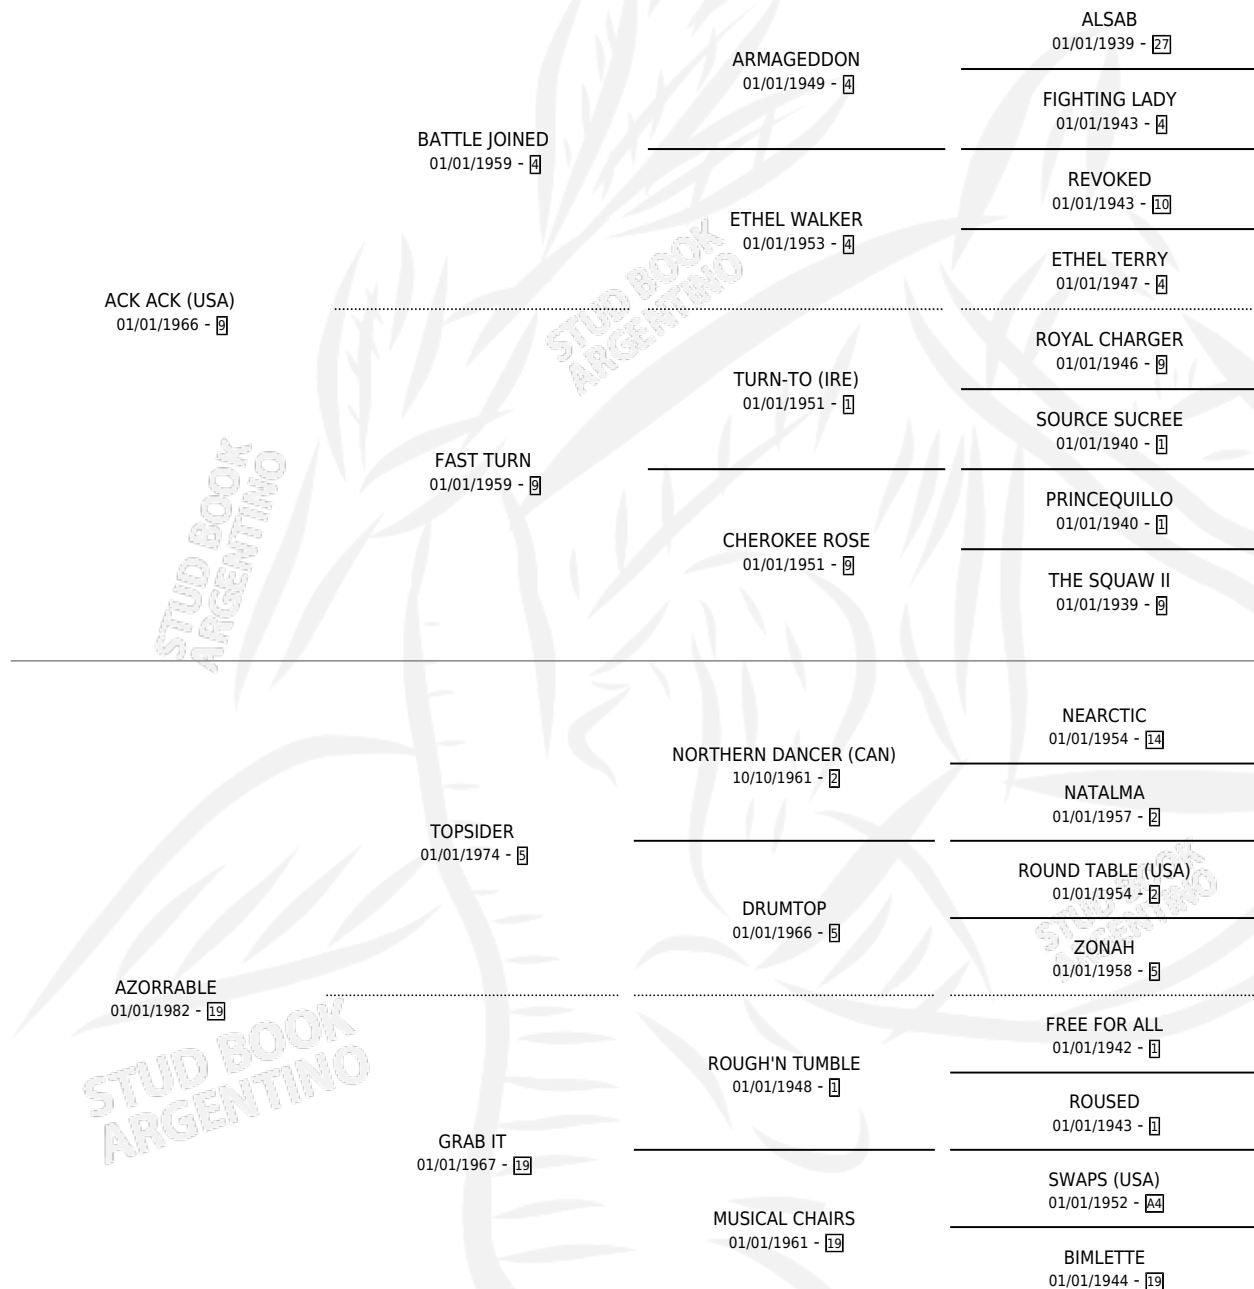 ALSAB
01/01/1939 - 27
ARMAGEDDON
01/01/1949 - 4
FIGHTING LADY
01/01/1943 - 4
BATTLE JOINED
01/01/1959 - 4
REVOKED
01/01/1943 - 10
ETHEL WALKER
01/01/1953 - 4
ETHEL TERRY
01/01/1947 - 4
ACK ACK (USA)
01/01/1966 - 9
ROYAL CHARGER
01/01/1946 - 9
TURN-TO (IRE)
01/01/1951 - 1
SOURCE SUCREE
01/01/1940 - 1
FAST TURN
01/01/1959 - 9
PRINCEQUILLO
01/01/1940 - 1
CHEROKEE ROSE
01/01/1951 - 9
THE SQUAW II
01/01/1939 - 9
NEARCTIC
01/01/1954 - 14
NORTHERN DANCER (CAN)
10/10/1961 - 2
NATALMA
01/01/1957 - 2
TOPSIDER
01/01/1974 - 5
ROUND TABLE (USA)
01/01/1954 - 2
DRUMTOP
01/01/1966 - 5
ZONAH
01/01/1958 - 5
AZORRABLE
01/01/1982 - 19
FREE FOR ALL
01/01/1942 - 1
ROUGH'N TUMBLE
01/01/1948 - 1
ROUSED
01/01/1943 - 1
GRAB IT
01/01/1967 - 19
SWAPS (USA)
01/01/1952 - A4
MUSICAL CHAIRS
01/01/1961 - 19
BIMLETTE
01/01/1944 - 19
STUD BOOK
ARGENTINO
STUD BOOK
ARGENTINO
STUD BOOK
ARGENTINO
STUD BOOK
ARGENTINO